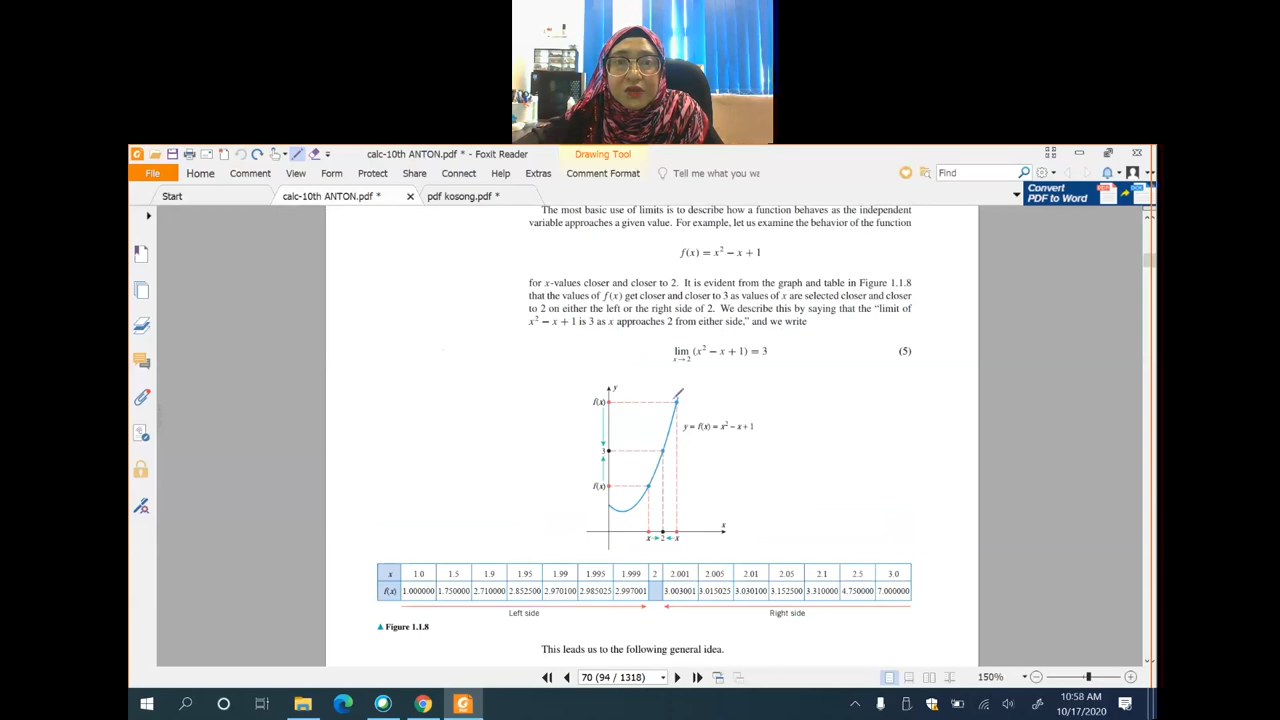 calc-10th ANTON.pdf * - Foxit Reader
Drawing Tool
File
Home
Comment
View
Form
Protect
Share
Connect
Help
Extras
Comment Format
Tell me what you wa
Find
Start
calc-10th ANTON.pdf *
pdf kosong.pdf *
Convert
PDF to Word
The most basic use of limits is to describe how a function behaves as the independent
variable approaches a given value. For example, let us examine the behavior of the function
f(x) = x² − x + 1
for x-values closer and closer to 2. It is evident from the graph and table in Figure 1.1.8
that the values of f(x) get closer and closer to 3 as values of x are selected closer and closer
to 2 on either the left or the right side of 2. We describe this by saying that the “limit of
x² − x + 1 is 3 as x approaches 2 from either side,” and we write
lim (x² − x + 1) = 3 (5)
x→2
y
f(x)
y = f(x) = x² − x + 1
3
f(x)
x
x 2 x
x 1.0 1.5 1.9 1.95 1.99 1.995 1.999 2 2.001 2.005 2.01 2.05 2.1 2.5 3.0
f(x) 1.000000 1.750000 2.710000 2.852500 2.970100 2.985025 2.997001 3.003001 3.015025 3.030100 3.152500 3.310000 4.750000 7.000000
Left side Right side
▲ Figure 1.1.8
This leads us to the following general idea.
70 (94 / 1318)
150%
10:58 AM
10/17/2020